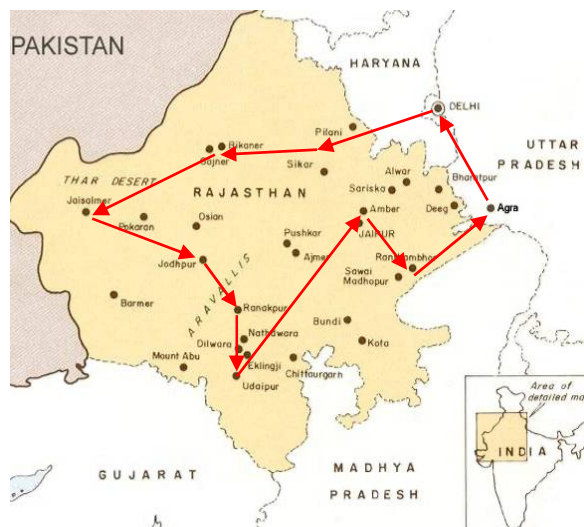 PAKISTAN
HARYANA
DELHI
UTTAR
PRADESH
Pilani
Bikaner
Gajner
Sikar
THAR DESERT
RAJASTHAN
Alwar
Sariska
Bharatpur
Deeg
Agra
Jaisalmer
Pokaran
Osian
Amber
JAIPUR
Pushkar
Ajmer
Jodhpur
Ranthambhor
Sawai
Madhopur
ARAVALLIS
Barmer
Ranakpur
Bundi
Nathdwara
Dilwara
Kota
Eklingji
Mount Abu
Chittaurgarh
Udaipur
Area of
detailed ma
INDIA
GUJARAT
MADHYA
PRADESH